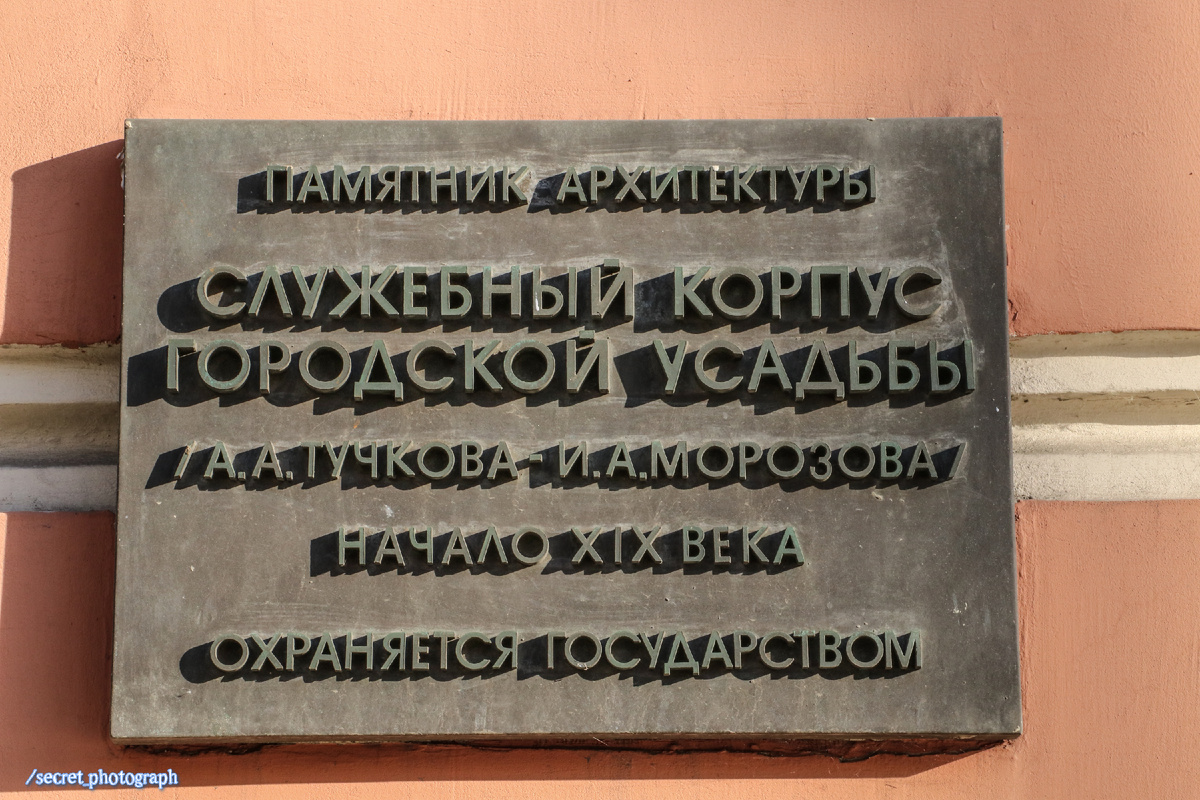 ПАМЯТНИК АРХИТЕКТУРЫ
СЛУЖЕБНЫЙ КОРПУС
ГОРОДСКОЙ УСАДЬБЫ
/А.А.ТУЧКОВА-И.А.МОРОЗОВА/
НАЧАЛО XIX ВЕКА
ОХРАНЯЕТСЯ ГОСУДАРСТВОМ
/secret_photograph